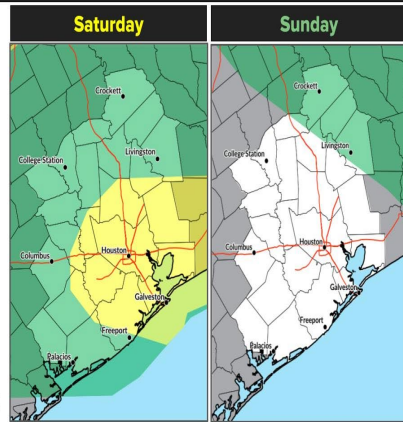 Saturday
Crockett
College Station
Livingston
Columbus
Houston
Galveston
Freeport
Palacios
Sunday
Crockett
College Station
Livingston
Columbus
Houston
Galveston
Freeport
Palacios